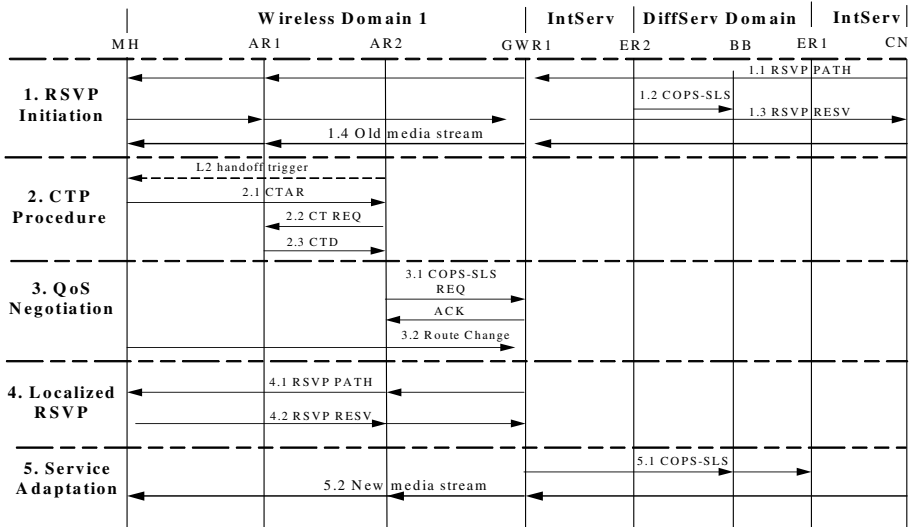 Wireless Domain 1 IntServ DiffServ Domain IntServ
MH AR1 AR2 GWR1 ER2 BB ER1 CN
1.1 RSVP PATH
1. RSVP
Initiation
1.2 COPS-SLS
1.3 RSVP RESV
1.4 Old media stream
L2 handoff trigger
2. CTP
Procedure
2.1 CTAR
2.2 CT REQ
2.3 CTD
3. QoS
Negotiation
3.1 COPS-SLS
REQ
ACK
3.2 Route Change
4. Localized
RSVP
4.1 RSVP PATH
4.2 RSVP RESV
5. Service
Adaptation
5.1 COPS-SLS
5.2 New media stream